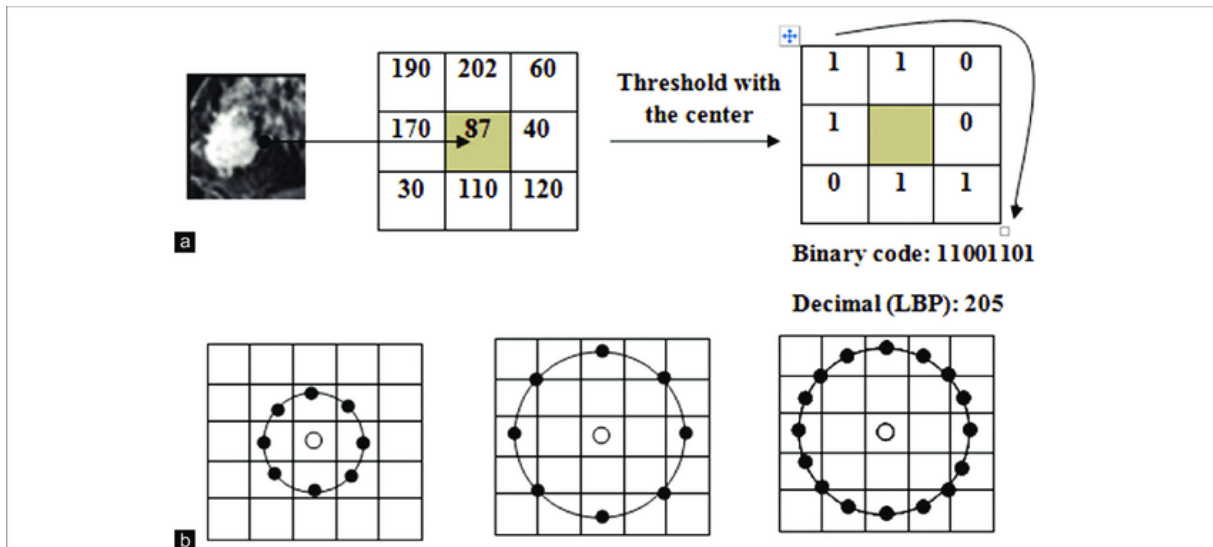 190 202 60
170 87 40
30 110 120
Threshold with
the center
1 1 0
1 0
0 1 1
a
Binary code: 11001101
Decimal (LBP): 205
b